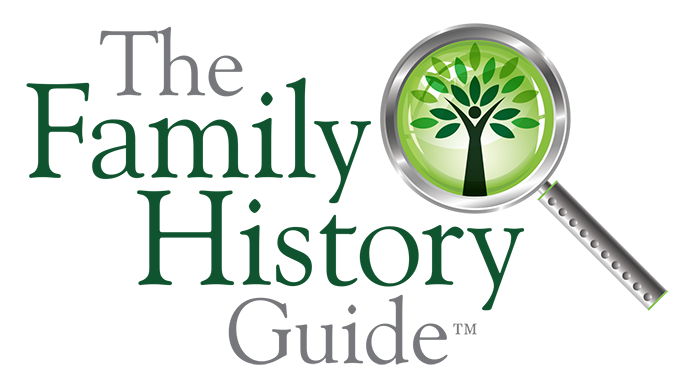 The
Family
History
Guide™